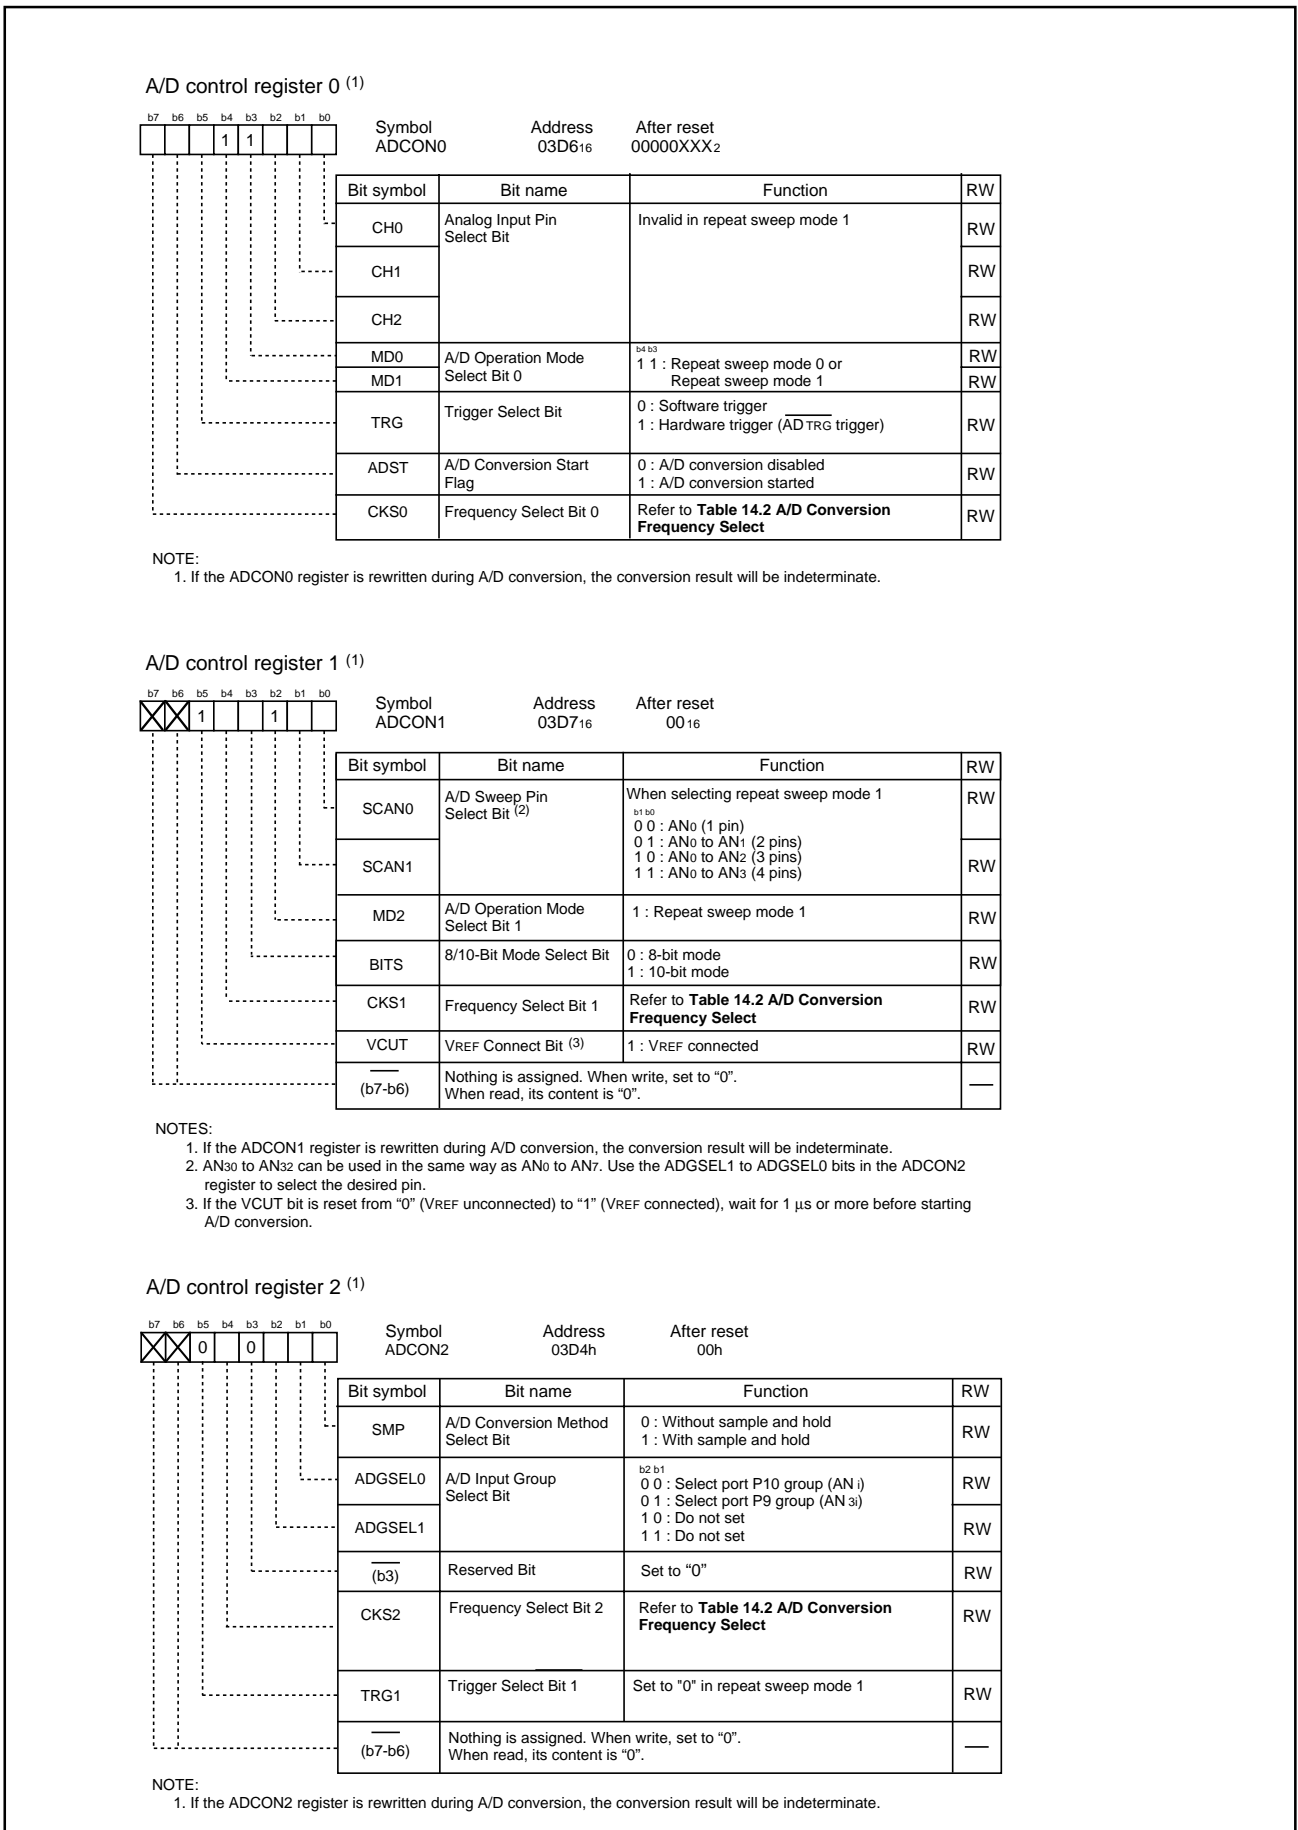 A/D control register 0 (1)
b7 b6 b5 b4 b3 b2 b1 b0
1 1
Symbol Address After reset
ADCON0 03D616 00000XXX2
Bit symbol Bit name Function RW
CH0 Analog Input Pin Select Bit Invalid in repeat sweep mode 1 RW
CH1 RW
CH2 RW
MD0 A/D Operation Mode Select Bit 0 b4 b3 RW
1 1 : Repeat sweep mode 0 or
MD1 Repeat sweep mode 1 RW
TRG Trigger Select Bit 0 : Software trigger RW
1 : Hardware trigger (ADTRG trigger)
ADST A/D Conversion Start Flag 0 : A/D conversion disabled RW
1 : A/D conversion started
CKS0 Frequency Select Bit 0 Refer to Table 14.2 A/D Conversion Frequency Select RW
NOTE:
1. If the ADCON0 register is rewritten during A/D conversion, the conversion result will be indeterminate.
A/D control register 1 (1)
b7 b6 b5 b4 b3 b2 b1 b0
1 1
Symbol Address After reset
ADCON1 03D716 0016
Bit symbol Bit name Function RW
SCAN0 A/D Sweep Pin Select Bit (2) When selecting repeat sweep mode 1 RW
b1 b0
0 0 : AN0 (1 pin)
0 1 : AN0 to AN1 (2 pins)
1 0 : AN0 to AN2 (3 pins)
SCAN1 1 1 : AN0 to AN3 (4 pins) RW
MD2 A/D Operation Mode Select Bit 1 1 : Repeat sweep mode 1 RW
BITS 8/10-Bit Mode Select Bit 0 : 8-bit mode RW
1 : 10-bit mode
CKS1 Frequency Select Bit 1 Refer to Table 14.2 A/D Conversion Frequency Select RW
VCUT VREF Connect Bit (3) 1 : VREF connected RW
(b7-b6) Nothing is assigned. When write, set to “0”. —
When read, its content is “0”.
NOTES:
1. If the ADCON1 register is rewritten during A/D conversion, the conversion result will be indeterminate.
2. AN30 to AN32 can be used in the same way as AN0 to AN7. Use the ADGSEL1 to ADGSEL0 bits in the ADCON2
register to select the desired pin.
3. If the VCUT bit is reset from “0” (VREF unconnected) to “1” (VREF connected), wait for 1 µs or more before starting
A/D conversion.
A/D control register 2 (1)
b7 b6 b5 b4 b3 b2 b1 b0
0 0
Symbol Address After reset
ADCON2 03D4h 00h
Bit symbol Bit name Function RW
SMP A/D Conversion Method Select Bit 0 : Without sample and hold RW
1 : With sample and hold
ADGSEL0 A/D Input Group Select Bit b2 b1 RW
0 0 : Select port P10 group (ANi)
0 1 : Select port P9 group (AN3i)
1 0 : Do not set
ADGSEL1 1 1 : Do not set RW
(b3) Reserved Bit Set to “0” RW
CKS2 Frequency Select Bit 2 Refer to Table 14.2 A/D Conversion Frequency Select RW
TRG1 Trigger Select Bit 1 Set to "0" in repeat sweep mode 1 RW
(b7-b6) Nothing is assigned. When write, set to “0”. —
When read, its content is “0”.
NOTE:
1. If the ADCON2 register is rewritten during A/D conversion, the conversion result will be indeterminate.